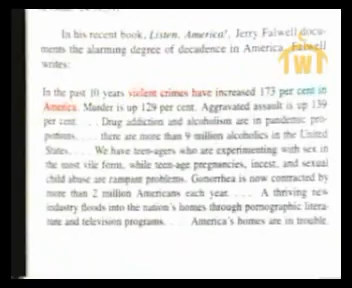 In his recent book, Listen, America!, Jerry Falwell docu-
ments the alarming degree of decadence in America. Falwell
writes:
In the past 10 years violent crimes have increased 173 per cent in
America. Murder is up 129 per cent. Aggravated assault is up 139
per cent. . . . Drug addiction and alcoholism are in pandemic pro-
portions. . . . there are more than 9 million alcoholics in the United
States. . . . We have teen-agers who are experimenting with sex in
the most vile form, while teen-age pregnancies, incest, and sexual
child abuse are rampant problems. Gonorrhea is now contracted by
more than 2 million Americans each year. . . . A thriving new
industry floods into the nation's homes through pornographic litera-
ture and television programs. . . . America's homes are in trouble.
TWT